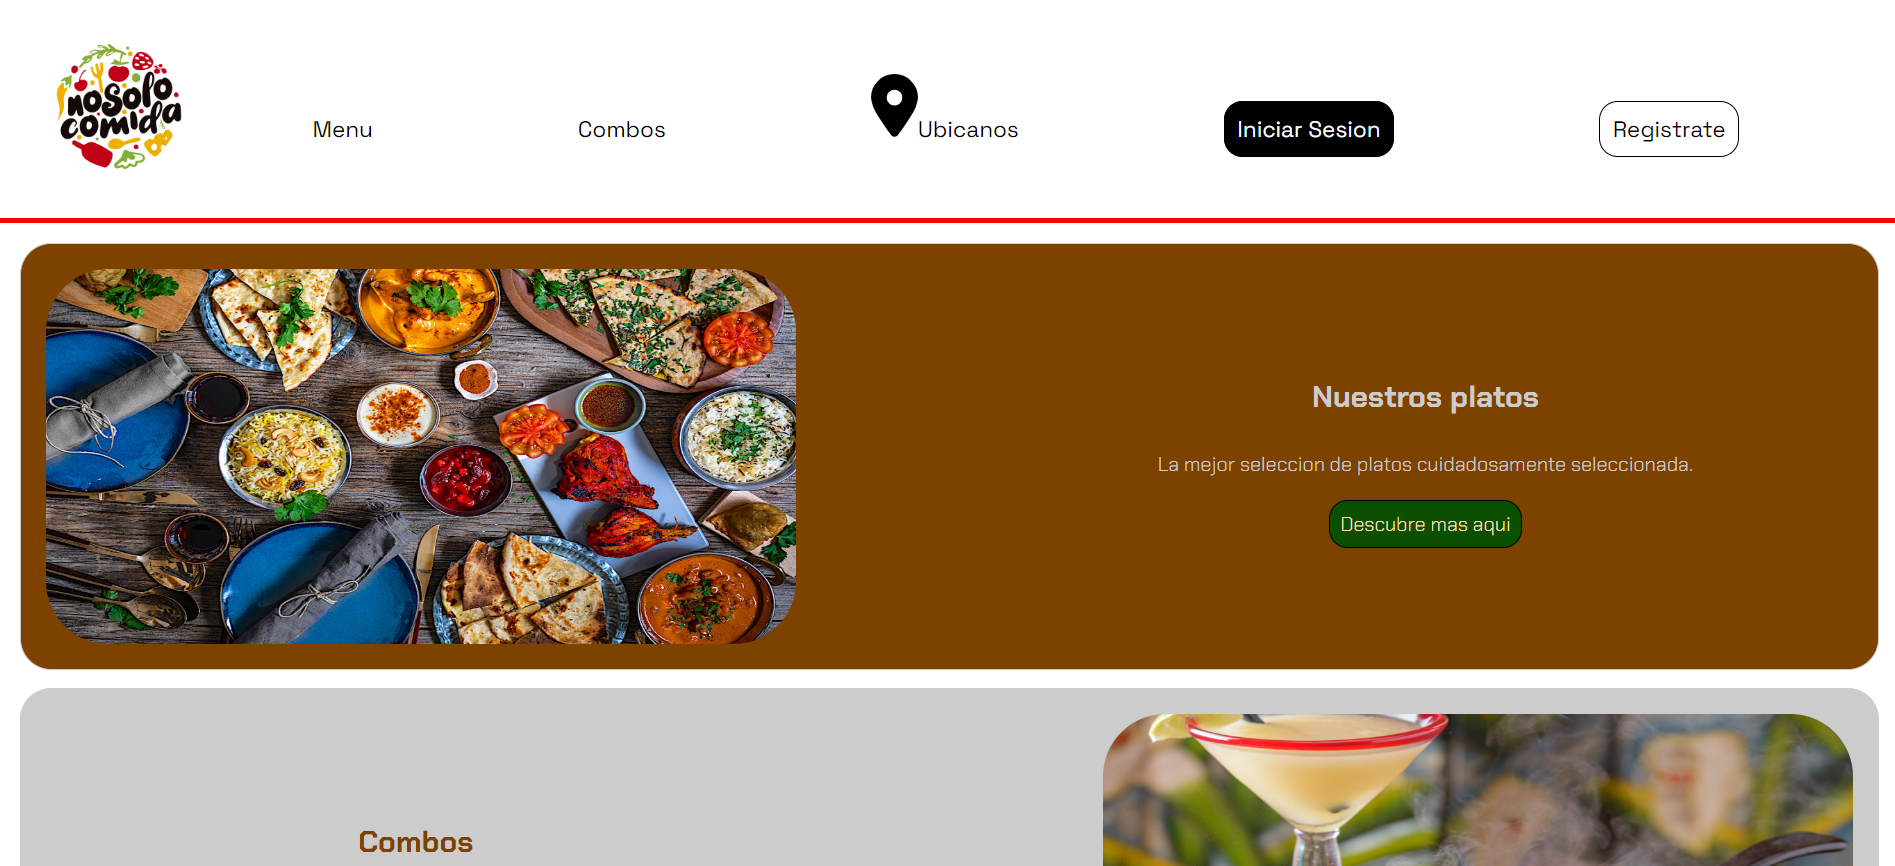 nosolo
comida
Menu
Combos
Ubicanos
Iniciar Sesion
Registrate
Nuestros platos
La mejor seleccion de platos cuidadosamente seleccionada.
Descubre mas aqui
Combos